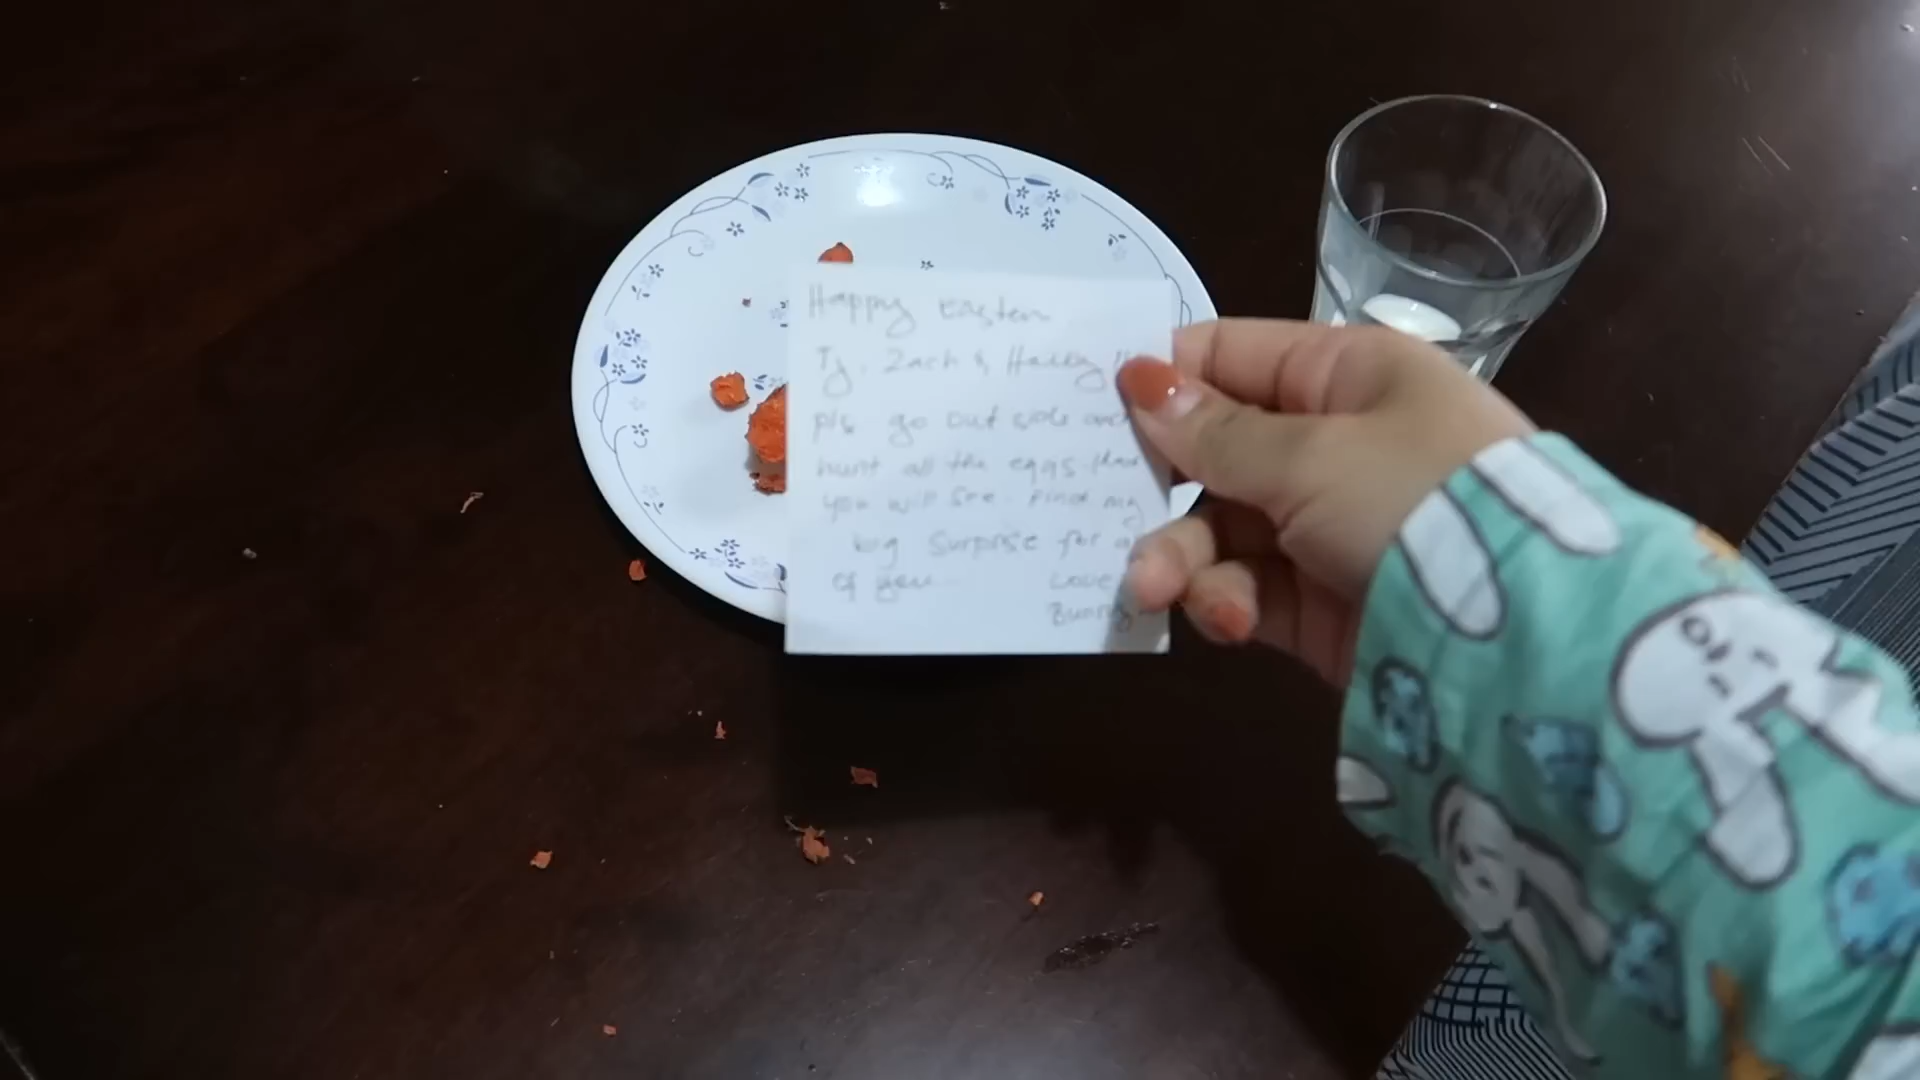 Happy Easter
Tj, Zach & Hailey
pls go out side and
hunt all the eggs that
you will see. Find my
big surprise for
of you
Love
Bunny